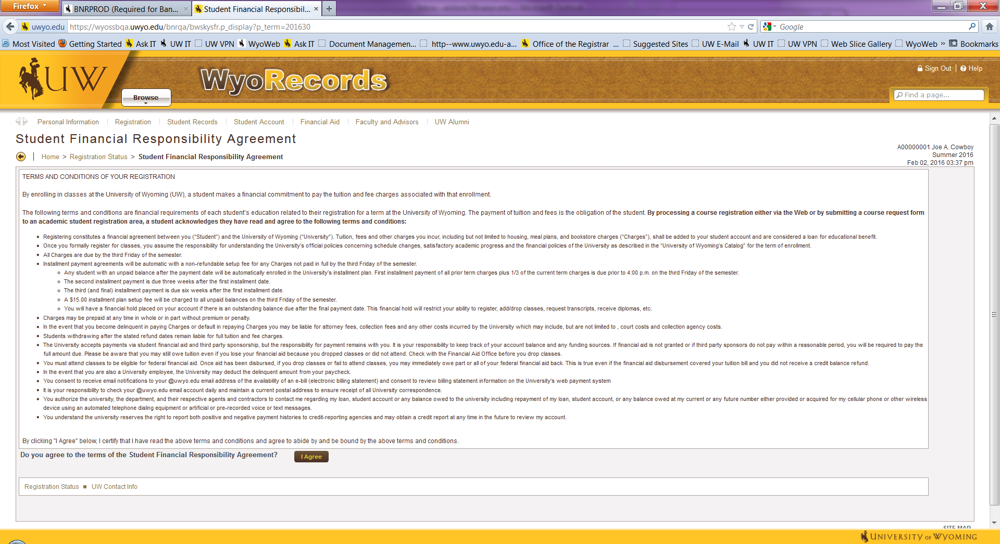 Firefox
BNRPROD (Required for Ban... ×
Student Financial Responsibil... ×
uwyo.edu https://wyossbqa.uwyo.edu/bnrqa/bwskysfr.p_display?p_term=201630
Google
Most Visited Getting Started Ask IT UW IT UW VPN WyoWeb Ask IT Document Managemen... http--www.uwyo.edu-a... Office of the Registrar ... Suggested Sites UW E-Mail UW IT UW VPN Web Slice Gallery WyoWeb » Bookmarks
UW
WyoRecords
Sign Out | Help
Browse
Find a page...
Personal Information | Registration | Student Records | Student Account | Financial Aid | Faculty and Advisors | UW Alumni
Student Financial Responsibility Agreement
Home > Registration Status > Student Financial Responsibility Agreement
A00000001 Joe A. Cowboy
Summer 2016
Feb 02, 2016 03:37 pm
TERMS AND CONDITIONS OF YOUR REGISTRATION
By enrolling in classes at the University of Wyoming (UW), a student makes a financial commitment to pay the tuition and fee charges associated with that enrollment.
The following terms and conditions are financial requirements of each student's education related to their registration for a term at the University of Wyoming. The payment of tuition and fees is the obligation of the student. By processing a course registration either via the Web or by submitting a course request form
to an academic student registration area, a student acknowledges they have read and agree to the following terms and conditions:
• Registering constitutes a financial agreement between you (“Student”) and the University of Wyoming (“University”). Tuition, fees and other charges you incur, including but not limited to housing, meal plans, and bookstore charges (“Charges”), shall be added to your student account and are considered a loan for educational benefit.
• Once you formally register for classes, you assume the responsibility for understanding the University's official policies concerning schedule changes, satisfactory academic progress and the financial policies of the University as described in the “University of Wyoming's Catalog” for the term of enrollment.
• All Charges are due by the third Friday of the semester.
• Installment payment agreements will be automatic with a non-refundable setup fee for any Charges not paid in full by the third Friday of the semester.
○ Any student with an unpaid balance after the payment date will be automatically enrolled in the University's installment plan. First installment payment of all prior term charges plus 1/3 of the current term charges is due prior to 4:00 p.m. on the third Friday of the semester.
○ The second installment payment is due three weeks after the first installment date.
○ The third (and final) installment payment is due six weeks after the first installment date.
○ A $15.00 installment plan setup fee will be charged to all unpaid balances on the third Friday of the semester.
○ You will have a financial hold placed on your account if there is an outstanding balance due after the final payment date. This financial hold will restrict your ability to register, add/drop classes, request transcripts, receive diplomas, etc.
• Charges may be prepaid at any time in whole or in part without premium or penalty.
• In the event that you become delinquent in paying Charges or default in repaying Charges you may be liable for attorney fees, collection fees and any other costs incurred by the University which may include, but are not limited to , court costs and collection agency costs.
• Students withdrawing after the stated refund dates remain liable for full tuition and fee charges.
• The University accepts payments via student financial aid and third party sponsorship, but the responsibility for payment remains with you. It is your responsibility to keep track of your account balance and any funding sources. If financial aid is not granted or if third party sponsors do not pay within a reasonable period, you will be required to pay the
full amount due. Please be aware that you may still owe tuition even if you lose your financial aid because you dropped classes or did not attend. Check with the Financial Aid Office before you drop classes.
• You must attend classes to be eligible for federal financial aid. Once aid has been disbursed, if you drop classes or fail to attend classes, you may immediately owe part or all of your federal financial aid back. This is true even if the financial aid disbursement covered your tuition bill and you did not receive a credit balance refund.
• In the event that you are also a University employee, the University may deduct the delinquent amount from your paycheck.
• You consent to receive email notifications to your @uwyo.edu email address of the availability of an e-bill (electronic billing statement) and consent to review billing statement information on the University's web payment system
• It is your responsibility to check your @uwyo.edu email account daily and maintain a current postal address to ensure receipt of all University correspondence.
• You authorize the university, the department, and their respective agents and contractors to contact me regarding my loan, student account or any balance owed to the university including repayment of my loan, student account, or any balance owed at my current or any future number either provided or acquired for my cellular phone or other wireless
device using an automated telephone dialing equipment or artificial or pre-recorded voice or text messages.
• You understand the university reserves the right to report both positive and negative payment histories to credit-reporting agencies and may obtain a credit report at any time in the future to review my account.
By clicking "I Agree" below, I certify that I have read the above terms and conditions and agree to abide by and be bound by the above terms and conditions.
Do you agree to the terms of the Student Financial Responsibility Agreement? I Agree
Registration Status ■ UW Contact Info
SITE MAP
UNIVERSITY OF WYOMING